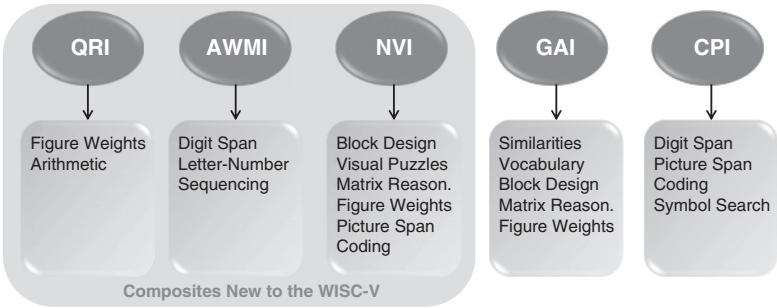 QRI
AWMI
NVI
GAI
CPI
Figure Weights
Arithmetic
Digit Span
Letter-Number
Sequencing
Block Design
Visual Puzzles
Matrix Reason.
Figure Weights
Picture Span
Coding
Similarities
Vocabulary
Block Design
Matrix Reason.
Figure Weights
Digit Span
Picture Span
Coding
Symbol Search
Composites New to the WISC-V